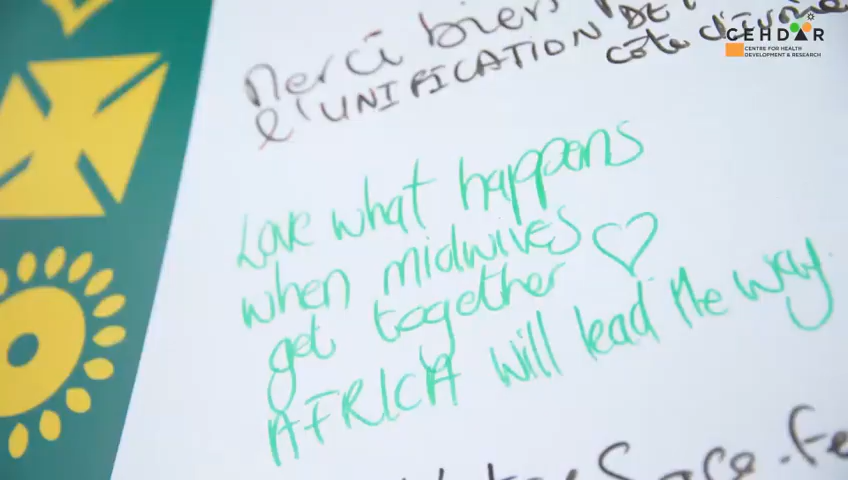 CEHDAR
CENTRE FOR HEALTH
DEVELOPMENT & RESEARCH
Merci bien
l'UNIFICATION DE
côte d'ivoire
Love what happens
when midwives
get together ♡
AFRICA will lead the way